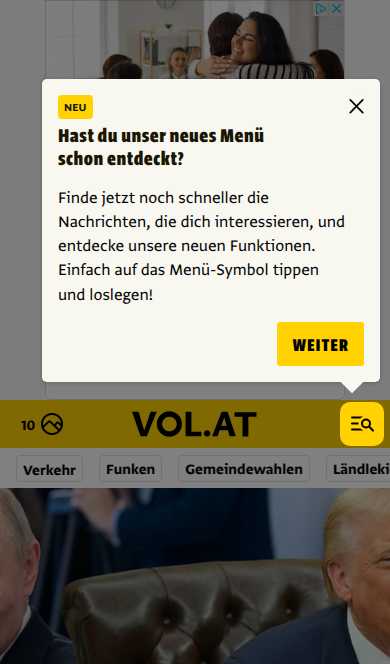 NEU
Hast du unser neues Menü
schon entdeckt?
Finde jetzt noch schneller die
Nachrichten, die dich interessieren, und
entdecke unsere neuen Funktionen.
Einfach auf das Menü-Symbol tippen
und loslegen!
WEITER
10
VOL.AT
Verkehr
Funken
Gemeindewahlen
Ländleki